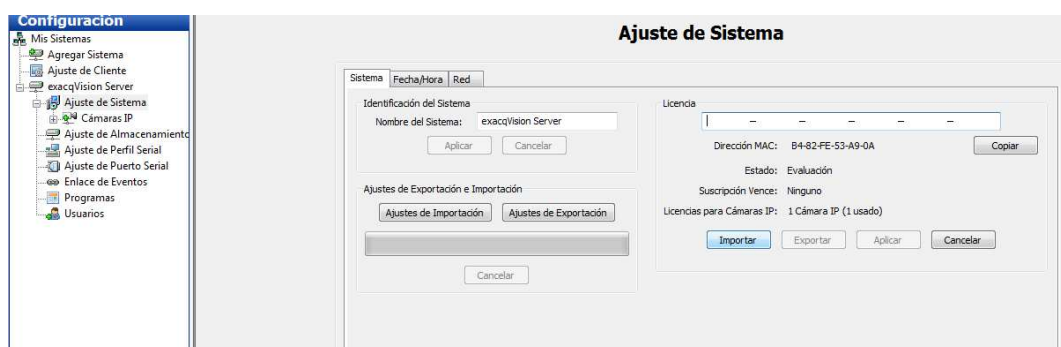 Configuración
Mis Sistemas
Agregar Sistema
Ajuste de Cliente
exacqVision Server
Ajuste de Sistema
Cámaras IP
Ajuste de Almacenamiento
Ajuste de Perfil Serial
Ajuste de Puerto Serial
Enlace de Eventos
Programas
Usuarios
Ajuste de Sistema
Sistema Fecha/Hora Red
Identificación del Sistema
Nombre del Sistema: exacqVision Server
Aplicar Cancelar
Ajustes de Exportación e Importación
Ajustes de Importación Ajustes de Exportación
Cancelar
Licencia
– – – – –
Dirección MAC: B4-82-FE-53-A9-0A Copiar
Estado: Evaluación
Suscripción Vence: Ninguno
Licencias para Cámaras IP: 1 Cámara IP (1 usado)
Importar Exportar Aplicar Cancelar